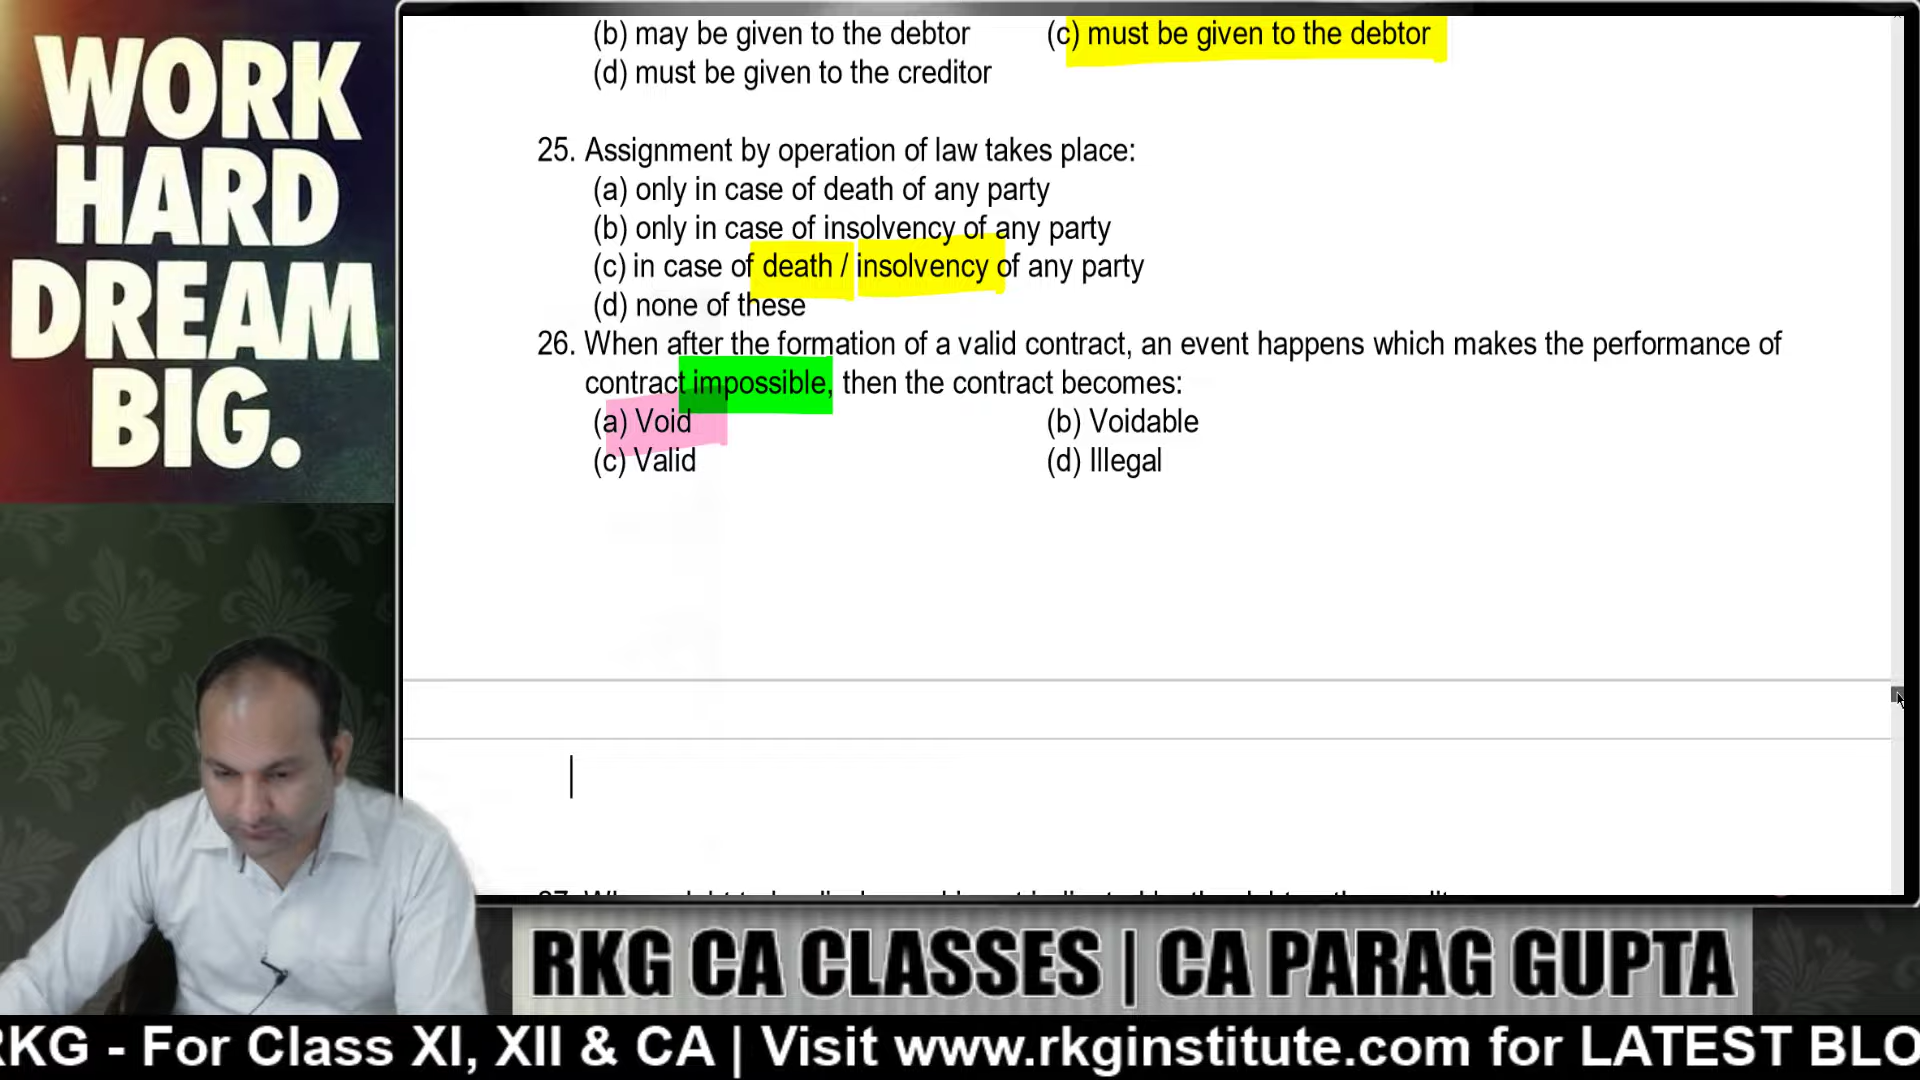 WORK
HARD
DREAM
BIG.
(b) may be given to the debtor (c) must be given to the debtor
(d) must be given to the creditor
25. Assignment by operation of law takes place:
(a) only in case of death of any party
(b) only in case of insolvency of any party
(c) in case of death / insolvency of any party
(d) none of these
26. When after the formation of a valid contract, an event happens which makes the performance of
contract impossible, then the contract becomes:
(a) Void (b) Voidable
(c) Valid (d) Illegal
RKG CA CLASSES | CA PARAG GUPTA
RKG - For Class XI, XII & CA | Visit www.rkginstitute.com for LATEST BLO